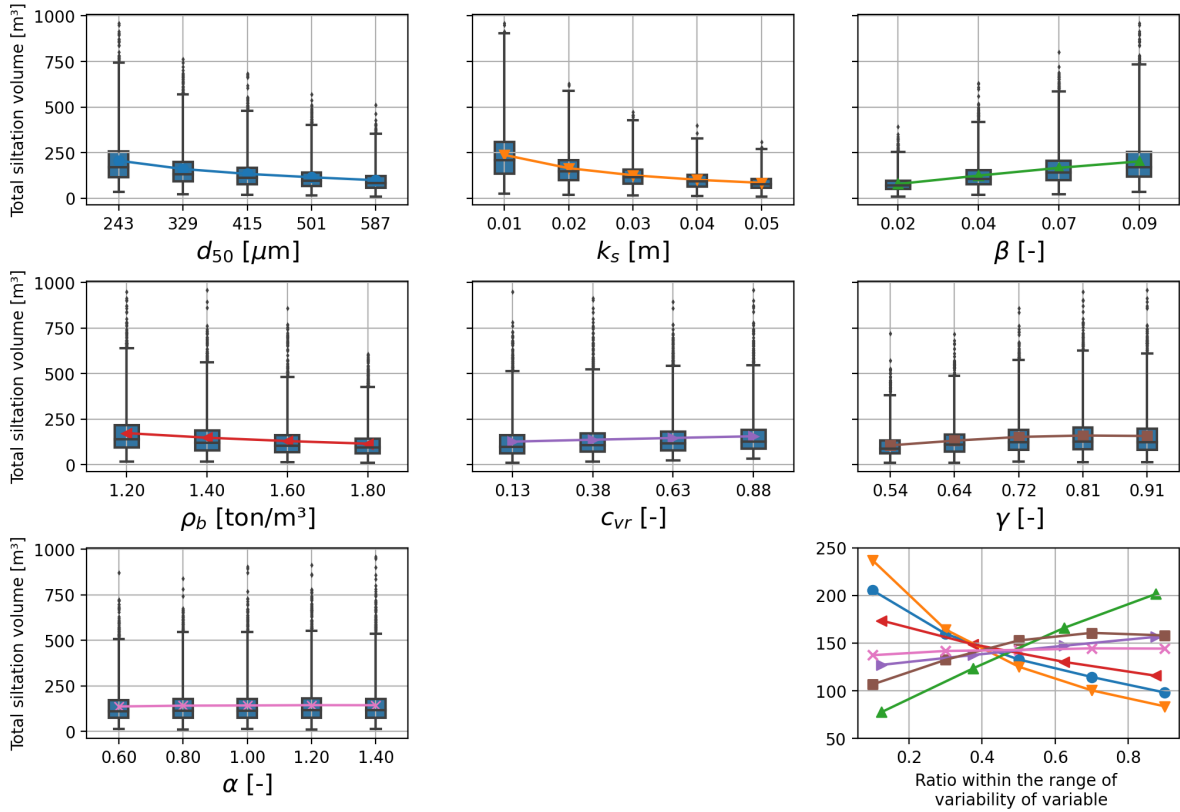 Total siltation volume [m³]
1000
750
500
250
0
243 329 415 501 587
d50 [μm]
0.01 0.02 0.03 0.04 0.05
ks [m]
0.02 0.04 0.07 0.09
β [-]
Total siltation volume [m³]
1000
750
500
250
0
1.20 1.40 1.60 1.80
ρb [ton/m³]
0.13 0.38 0.63 0.88
cvr [-]
0.54 0.64 0.72 0.81 0.91
γ [-]
Total siltation volume [m³]
1000
750
500
250
0
0.60 0.80 1.00 1.20 1.40
α [-]
250
200
150
100
50
0.2 0.4 0.6 0.8
Ratio within the range of
variability of variable